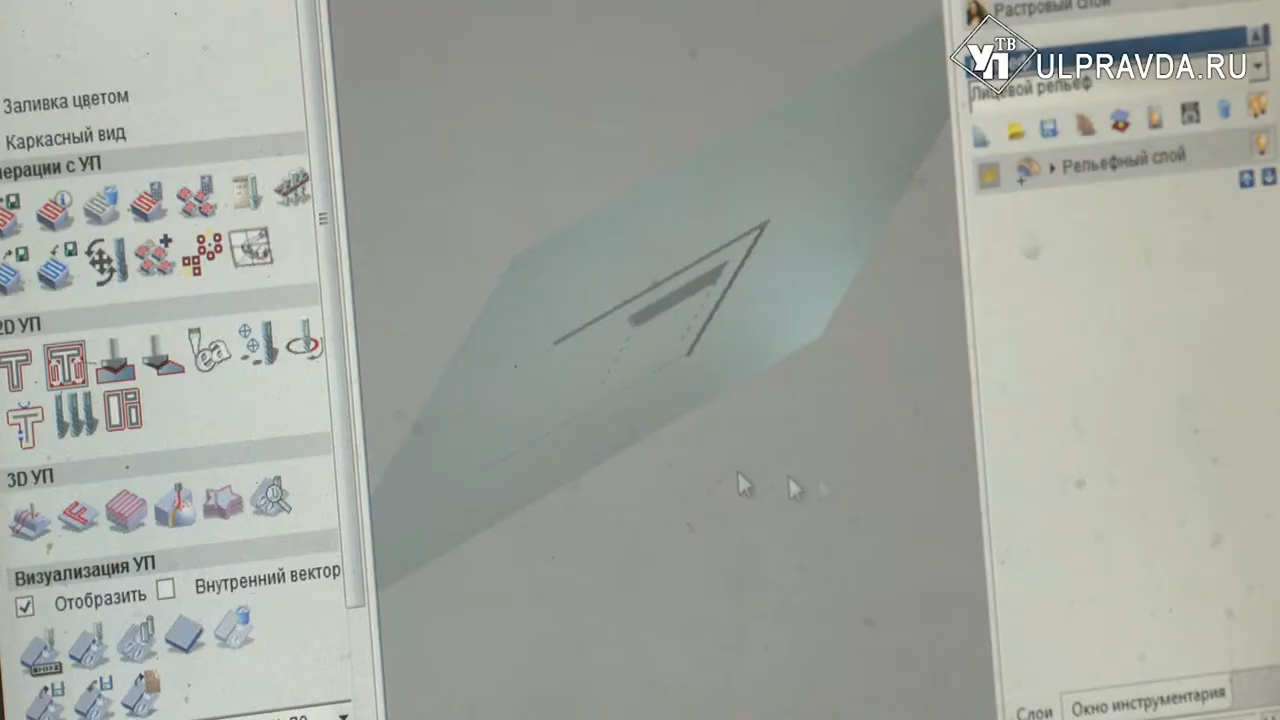 Растровый слой
УП ТВ
ULPRAVDA.RU
Лицевой рельеф
Рельефный слой
Заливка цветом
Каркасный вид
ерации с УП
2D УП
3D УП
Визуализация УП
Отобразить
Внутренний вектор
Слои
Окно инструментария